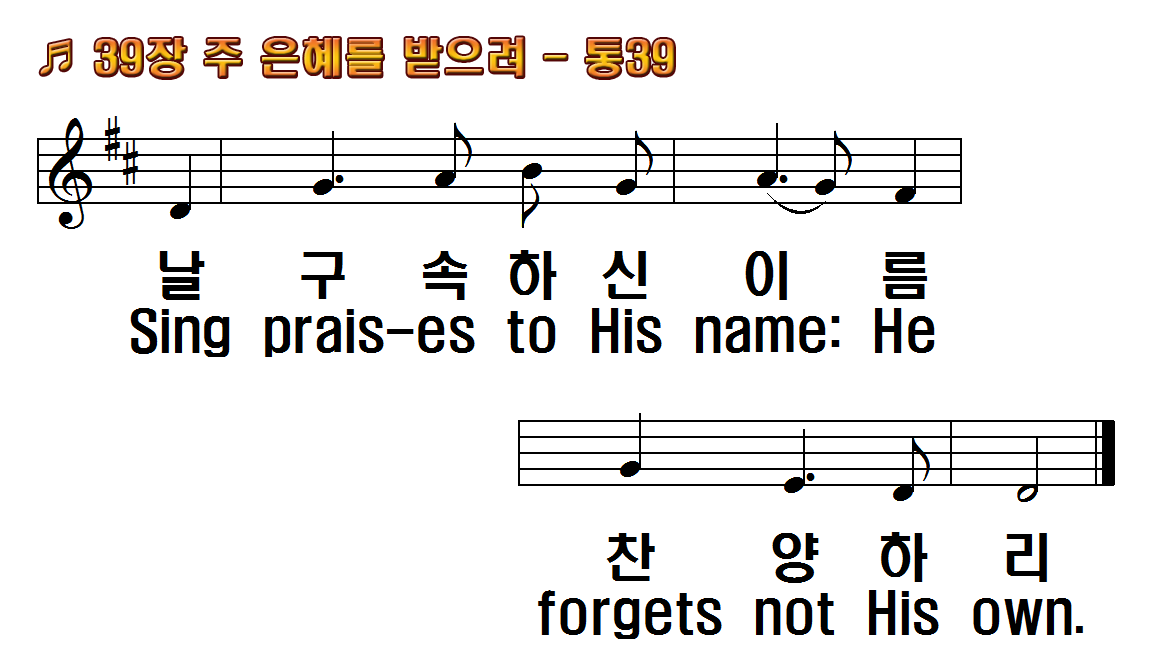 ♬ 39장 주 은혜를 받으려 - 통39
날 구 속 하 신 이 름
Sing prais-es to His name: He
찬 양 하 리
forgets not His own.